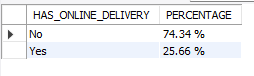 HAS_ONLINE_DELIVERY PERCENTAGE
No 74.34 %
Yes 25.66 %